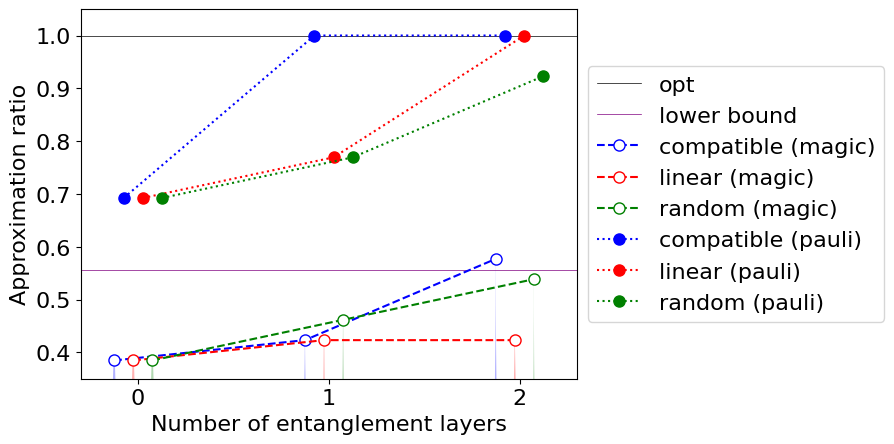 1.0
0.9
0.8
0.7
0.6
0.5
0.4
Approximation ratio
0
1
2
Number of entanglement layers
opt
lower bound
compatible (magic)
linear (magic)
random (magic)
compatible (pauli)
linear (pauli)
random (pauli)